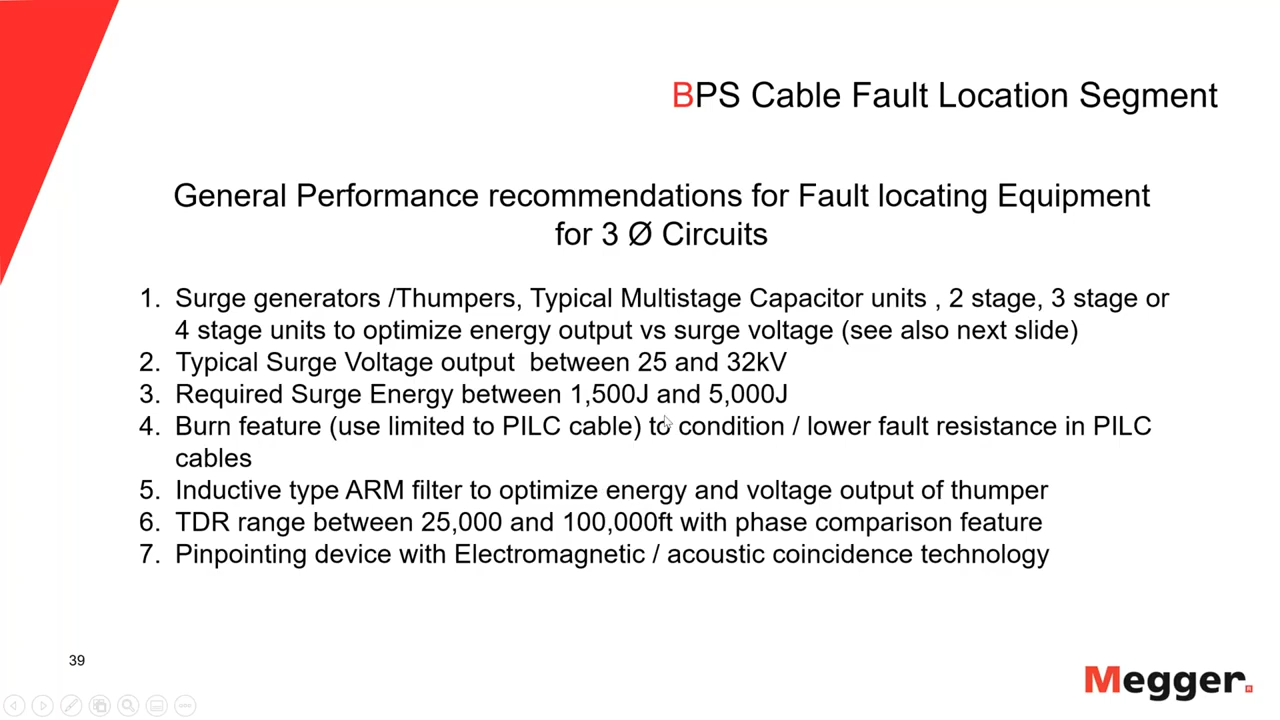 BPS Cable Fault Location Segment
General Performance recommendations for Fault locating Equipment
for 3 Ø Circuits
1. Surge generators /Thumpers, Typical Multistage Capacitor units , 2 stage, 3 stage or
4 stage units to optimize energy output vs surge voltage (see also next slide)
2. Typical Surge Voltage output  between 25 and 32kV
3. Required Surge Energy between 1,500J and 5,000J
4. Burn feature (use limited to PILC cable) to condition / lower fault resistance in PILC
cables
5. Inductive type ARM filter to optimize energy and voltage output of thumper
6. TDR range between 25,000 and 100,000ft with phase comparison feature
7. Pinpointing device with Electromagnetic / acoustic coincidence technology
39
Megger®